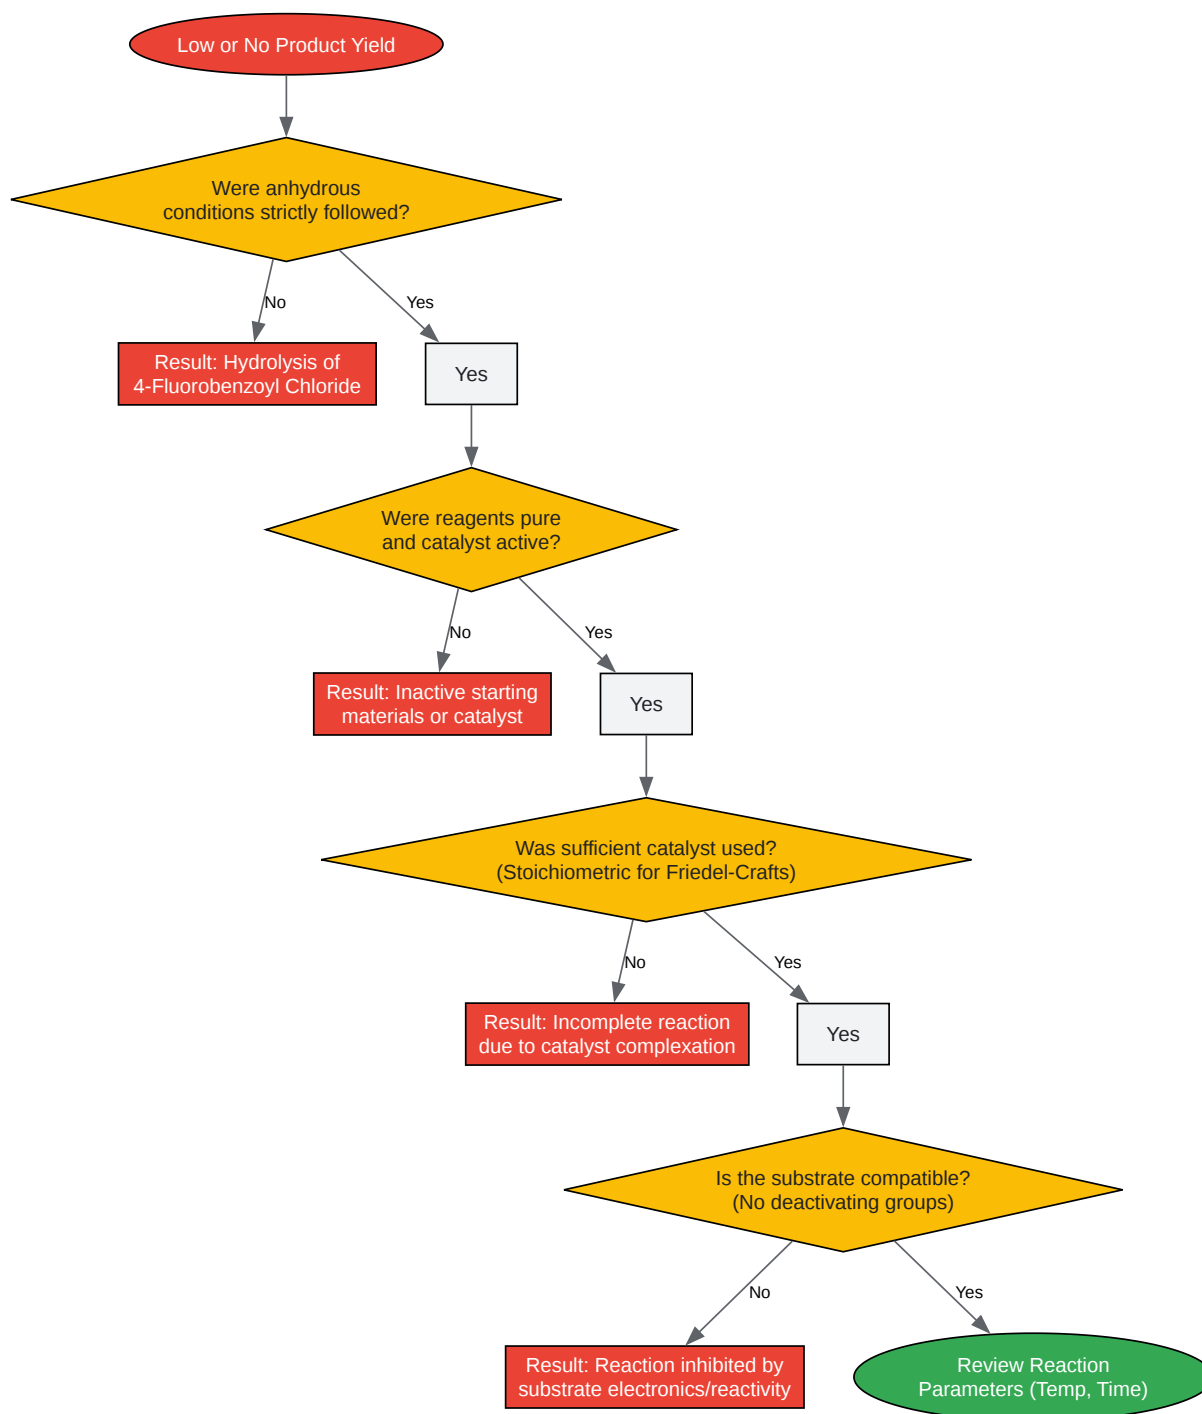 Low or No Product Yield
Were anhydrous
conditions strictly followed?
No
Yes
Result: Hydrolysis of
4-Fluorobenzoyl Chloride
Yes
Were reagents pure
and catalyst active?
No
Yes
Result: Inactive starting
materials or catalyst
Yes
Was sufficient catalyst used?
(Stoichiometric for Friedel-Crafts)
No
Yes
Result: Incomplete reaction
due to catalyst complexation
Yes
Is the substrate compatible?
(No deactivating groups)
No
Yes
Result: Reaction inhibited by
substrate electronics/reactivity
Review Reaction
Parameters (Temp, Time)